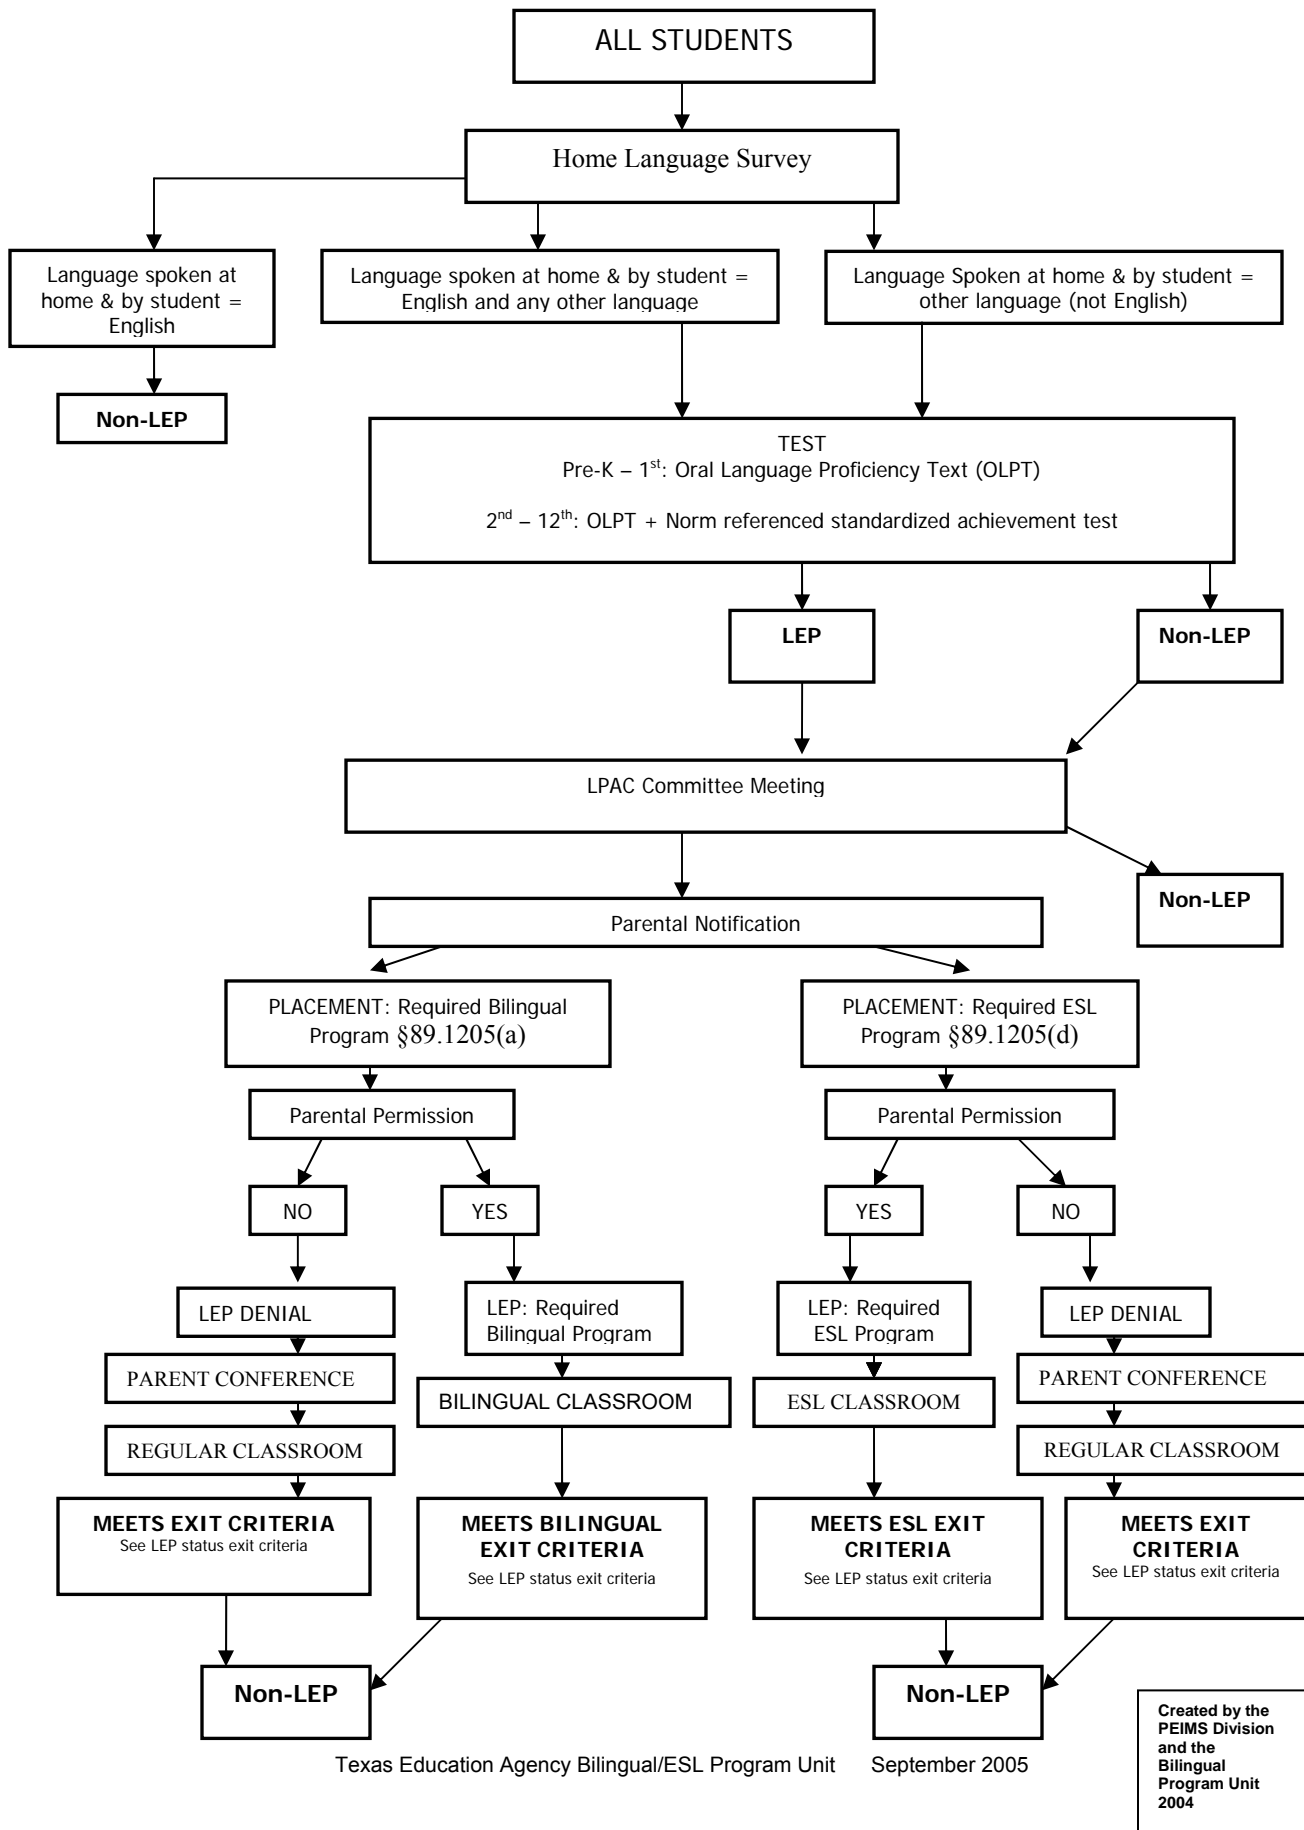 ALL STUDENTS
Home Language Survey
Language spoken at
home & by student =
English
Language spoken at home & by student =
English and any other language
Language Spoken at home & by student =
other language (not English)
Non-LEP
TEST
Pre-K – 1st: Oral Language Proficiency Text (OLPT)
2nd – 12th: OLPT + Norm referenced standardized achievement test
LEP
Non-LEP
LPAC Committee Meeting
Non-LEP
Parental Notification
PLACEMENT: Required Bilingual
Program §89.1205(a)
PLACEMENT: Required ESL
Program §89.1205(d)
Parental Permission
Parental Permission
NO
YES
YES
NO
LEP DENIAL
LEP: Required
Bilingual Program
LEP: Required
ESL Program
LEP DENIAL
PARENT CONFERENCE
BILINGUAL CLASSROOM
ESL CLASSROOM
PARENT CONFERENCE
REGULAR CLASSROOM
REGULAR CLASSROOM
MEETS EXIT CRITERIA
See LEP status exit criteria
MEETS BILINGUAL
EXIT CRITERIA
See LEP status exit criteria
MEETS ESL EXIT
CRITERIA
See LEP status exit criteria
MEETS EXIT
CRITERIA
See LEP status exit criteria
Non-LEP
Non-LEP
Texas Education Agency Bilingual/ESL Program Unit September 2005
Created by the
PEIMS Division
and the
Bilingual
Program Unit
2004